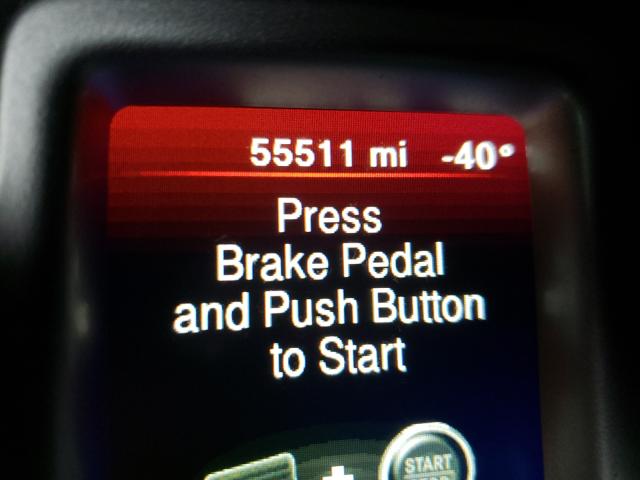 55511 mi -40°
Press
Brake Pedal
and Push Button
to Start
START